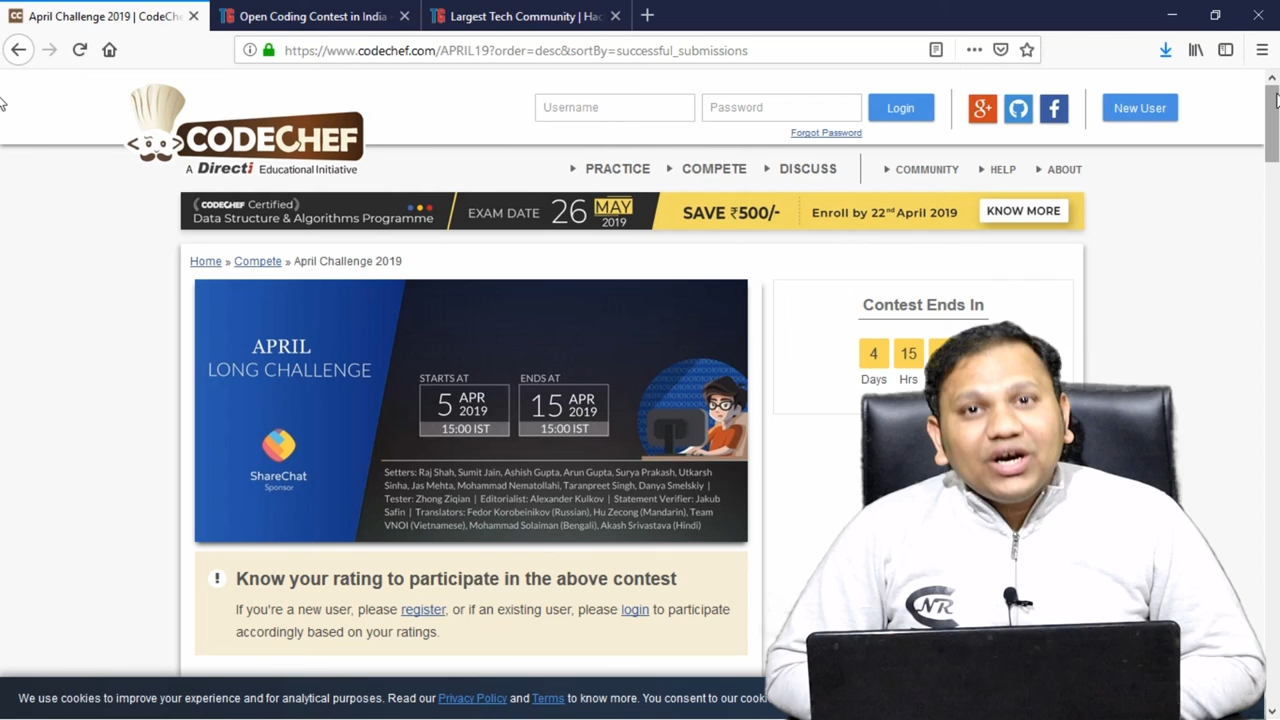 April Challenge 2019 | CodeChe
Open Coding Contest in India
Largest Tech Community | Hac
https://www.codechef.com/APRIL19?order=desc&sortBy=successful_submissions
CODECHEF
A Directi Educational Initiative
Username
Password
Login
New User
Forgot Password
PRACTICE
COMPETE
DISCUSS
COMMUNITY
HELP
ABOUT
CODECHEF Certified
Data Structure & Algorithms Programme
EXAM DATE 26 MAY 2019
SAVE ₹500/-
Enroll by 22nd April 2019
KNOW MORE
Home » Compete » April Challenge 2019
APRIL
LONG CHALLENGE
ShareChat
Sponsor
STARTS AT
5 APR 2019
15:00 IST
ENDS AT
15 APR 2019
15:00 IST
Setters: Raj Shah, Sumit Jain, Ashish Gupta, Arun Gupta, Surya Prakash, Utkarsh
Sinha, Jas Mehta, Mohammad Nematollahi, Taranpreet Singh, Danya Smelskiy |
Tester: Zhong Ziqian | Editorialist: Alexander Kulkov | Statement Verifier: Jakub
Safin | Translators: Fedor Korobeinikov (Russian), Hu Zecong (Mandarin), Team
VNOI (Vietnamese), Mohammad Solaiman (Bengali), Akash Srivastava (Hindi)
Contest Ends In
4 15
Days Hrs
! Know your rating to participate in the above contest
If you're a new user, please register, or if an existing user, please login to participate
accordingly based on your ratings.
NR
We use cookies to improve your experience and for analytical purposes. Read our Privacy Policy and Terms to know more. You consent to our cook